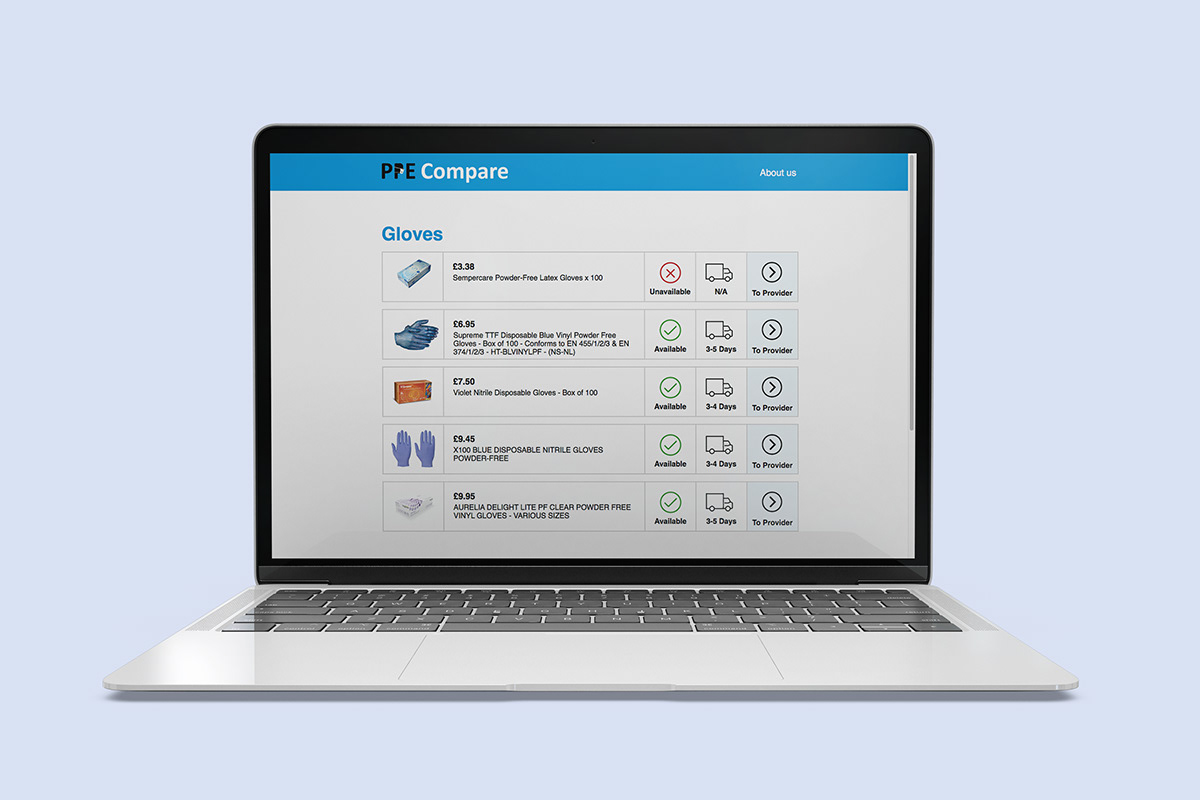 PPE Compare
About us
Gloves
£3.38
Sempercare Powder-Free Latex Gloves x 100
Unavailable
N/A
To Provider
£6.95
Supreme TTF Disposable Blue Vinyl Powder Free
Gloves - Box of 100 - Conforms to EN 455/1/2/3 & EN
374/1/2/3 - HT-BLVINYLPF - (NS-NL)
Available
3-5 Days
To Provider
£7.50
Violet Nitrile Disposable Gloves - Box of 100
Available
3-4 Days
To Provider
£9.45
X100 BLUE DISPOSABLE NITRILE GLOVES
POWDER-FREE
Available
3-4 Days
To Provider
£9.95
AURELIA DELIGHT LITE PF CLEAR POWDER FREE
VINYL GLOVES - VARIOUS SIZES
Available
3-5 Days
To Provider